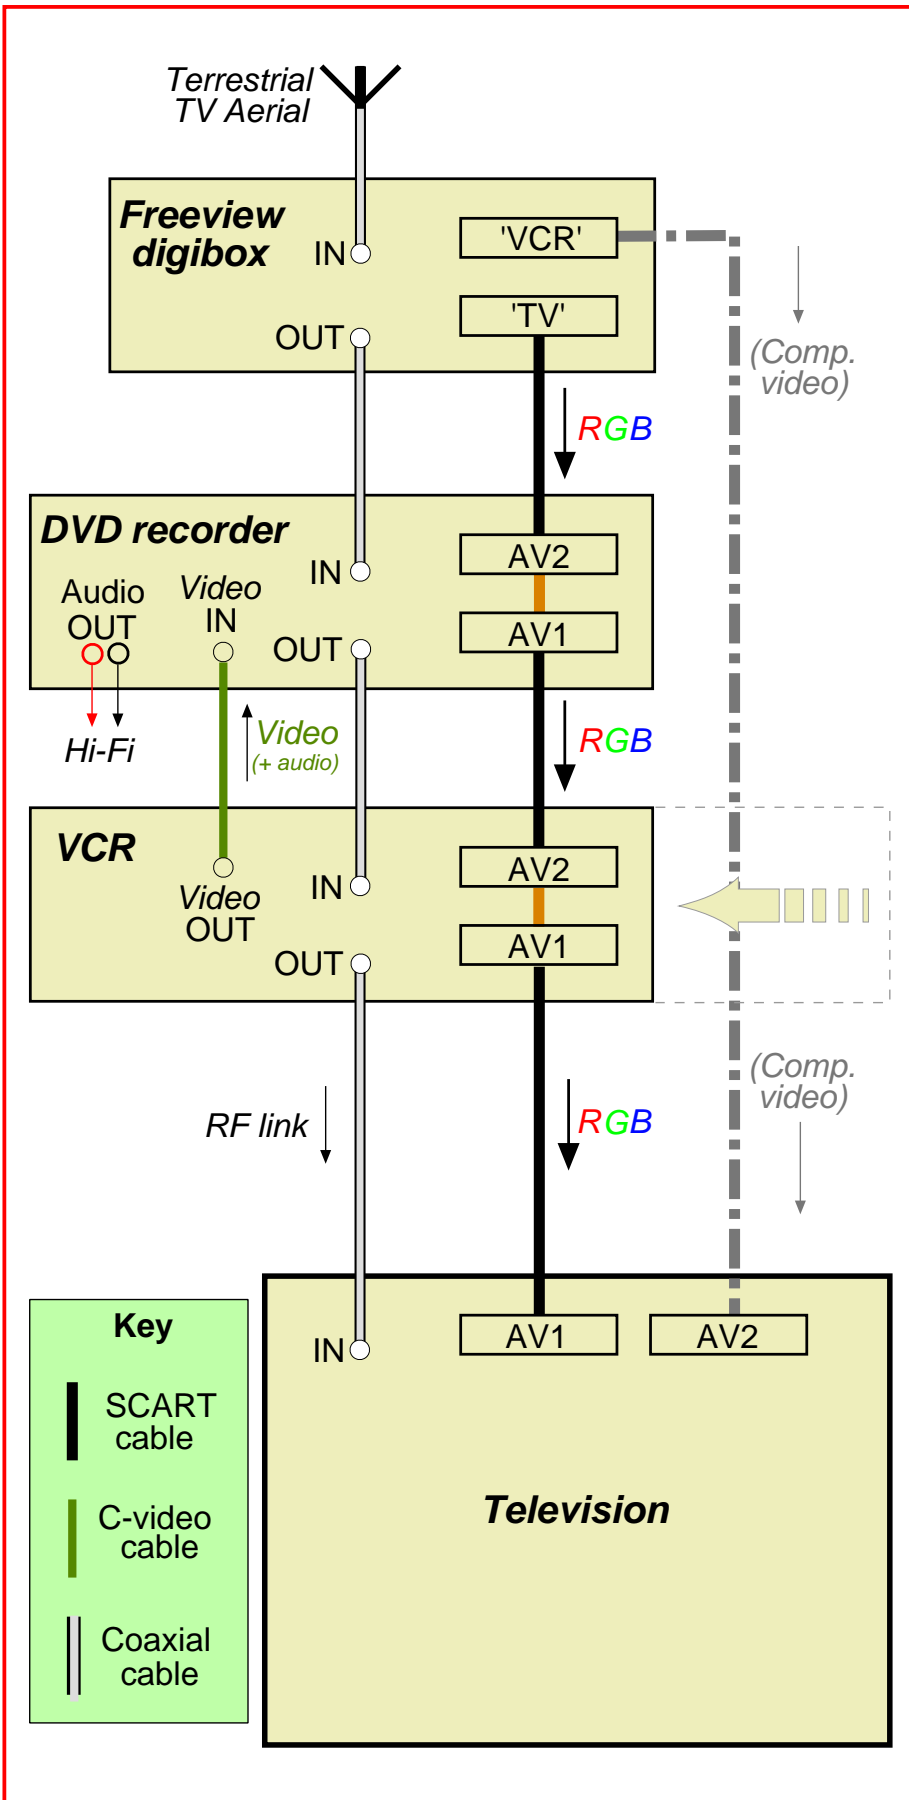 Terrestrial
TV Aerial
Freeview
digibox
IN
'VCR'
'TV'
OUT
(Comp.
video)
RGB
DVD recorder
AV2
IN
Audio
OUT
Video
IN
AV1
OUT
Hi-Fi
Video
(+ audio)
RGB
VCR
AV2
IN
Video
OUT
AV1
OUT
(Comp.
video)
RF link
RGB
Key
SCART
cable
C-video
cable
Coaxial
cable
IN
AV1
AV2
Television